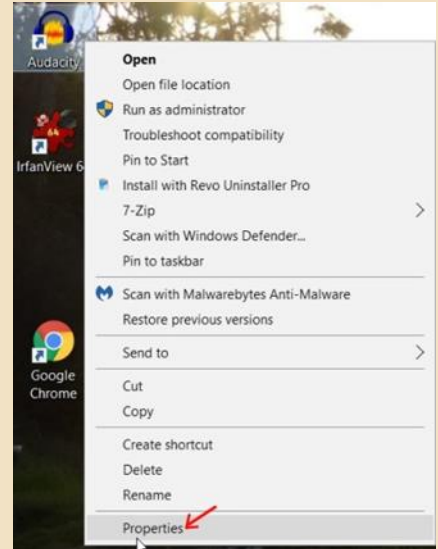 Audacity
Open
Open file location
Run as administrator
Troubleshoot compatibility
IrfanView 6
Pin to Start
Install with Revo Uninstaller Pro
7-Zip
Scan with Windows Defender...
Pin to taskbar
Scan with Malwarebytes Anti-Malware
Restore previous versions
Google
Chrome
Send to
Cut
Copy
Create shortcut
Delete
Rename
Properties